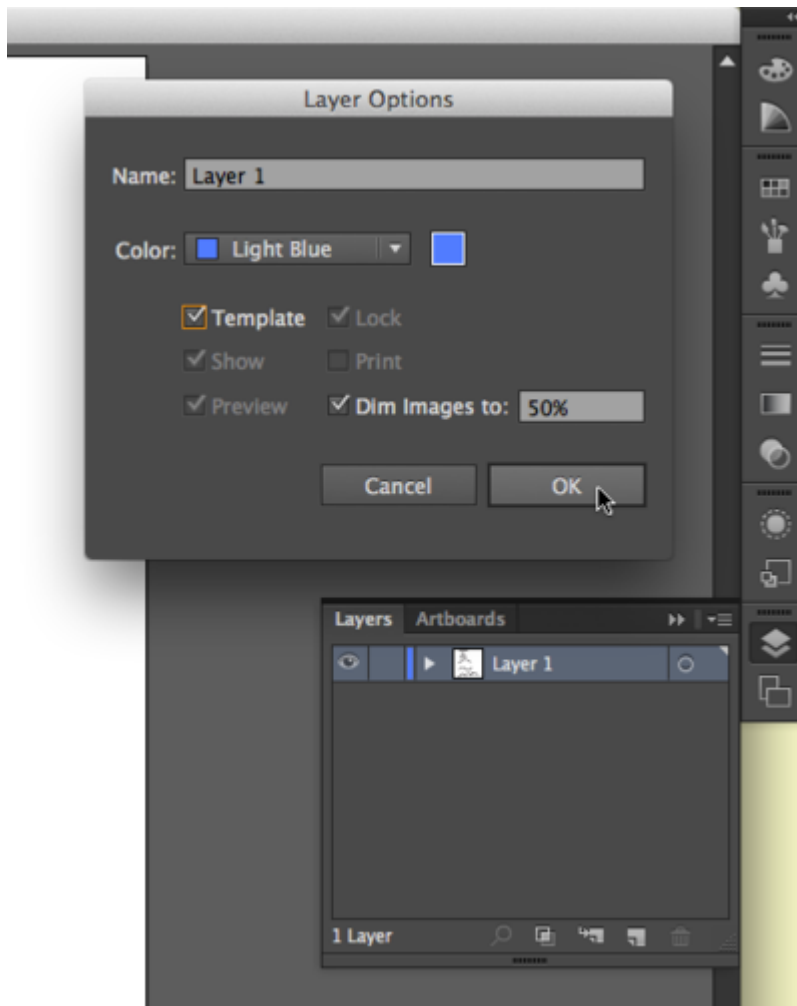 Layer Options
Name: Layer 1
Color: Light Blue
Template Lock
Show Print
Preview Dim Images to: 50%
Cancel OK
Layers Artboards
Layer 1
1 Layer